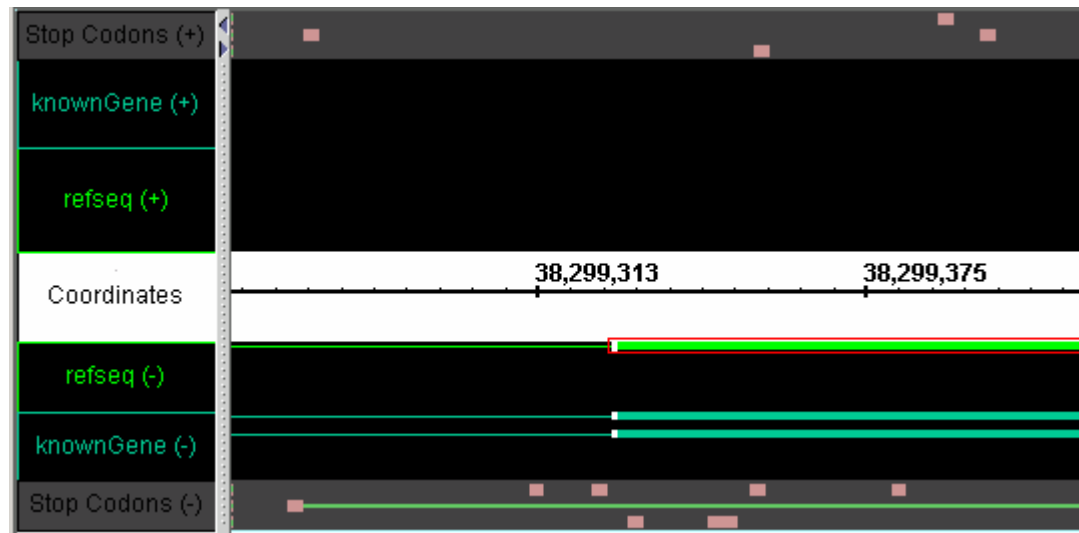 Stop Codons (+)
knownGene (+)
refseq (+)
Coordinates
38,299,313 38,299,375
refseq (-)
knownGene (-)
Stop Codons (-)